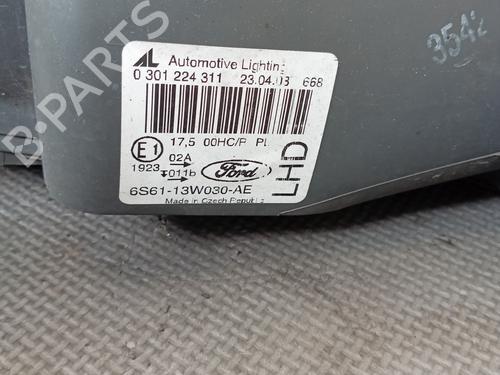 AL Automotive Lighting
0 301 224 311 23.04.08 668
E1 17,5 00HC/R PL
02A
1923
011b
Ford
LHD
6S61-13W030-AE
Made in Czech Republic
3542
B-PARTS